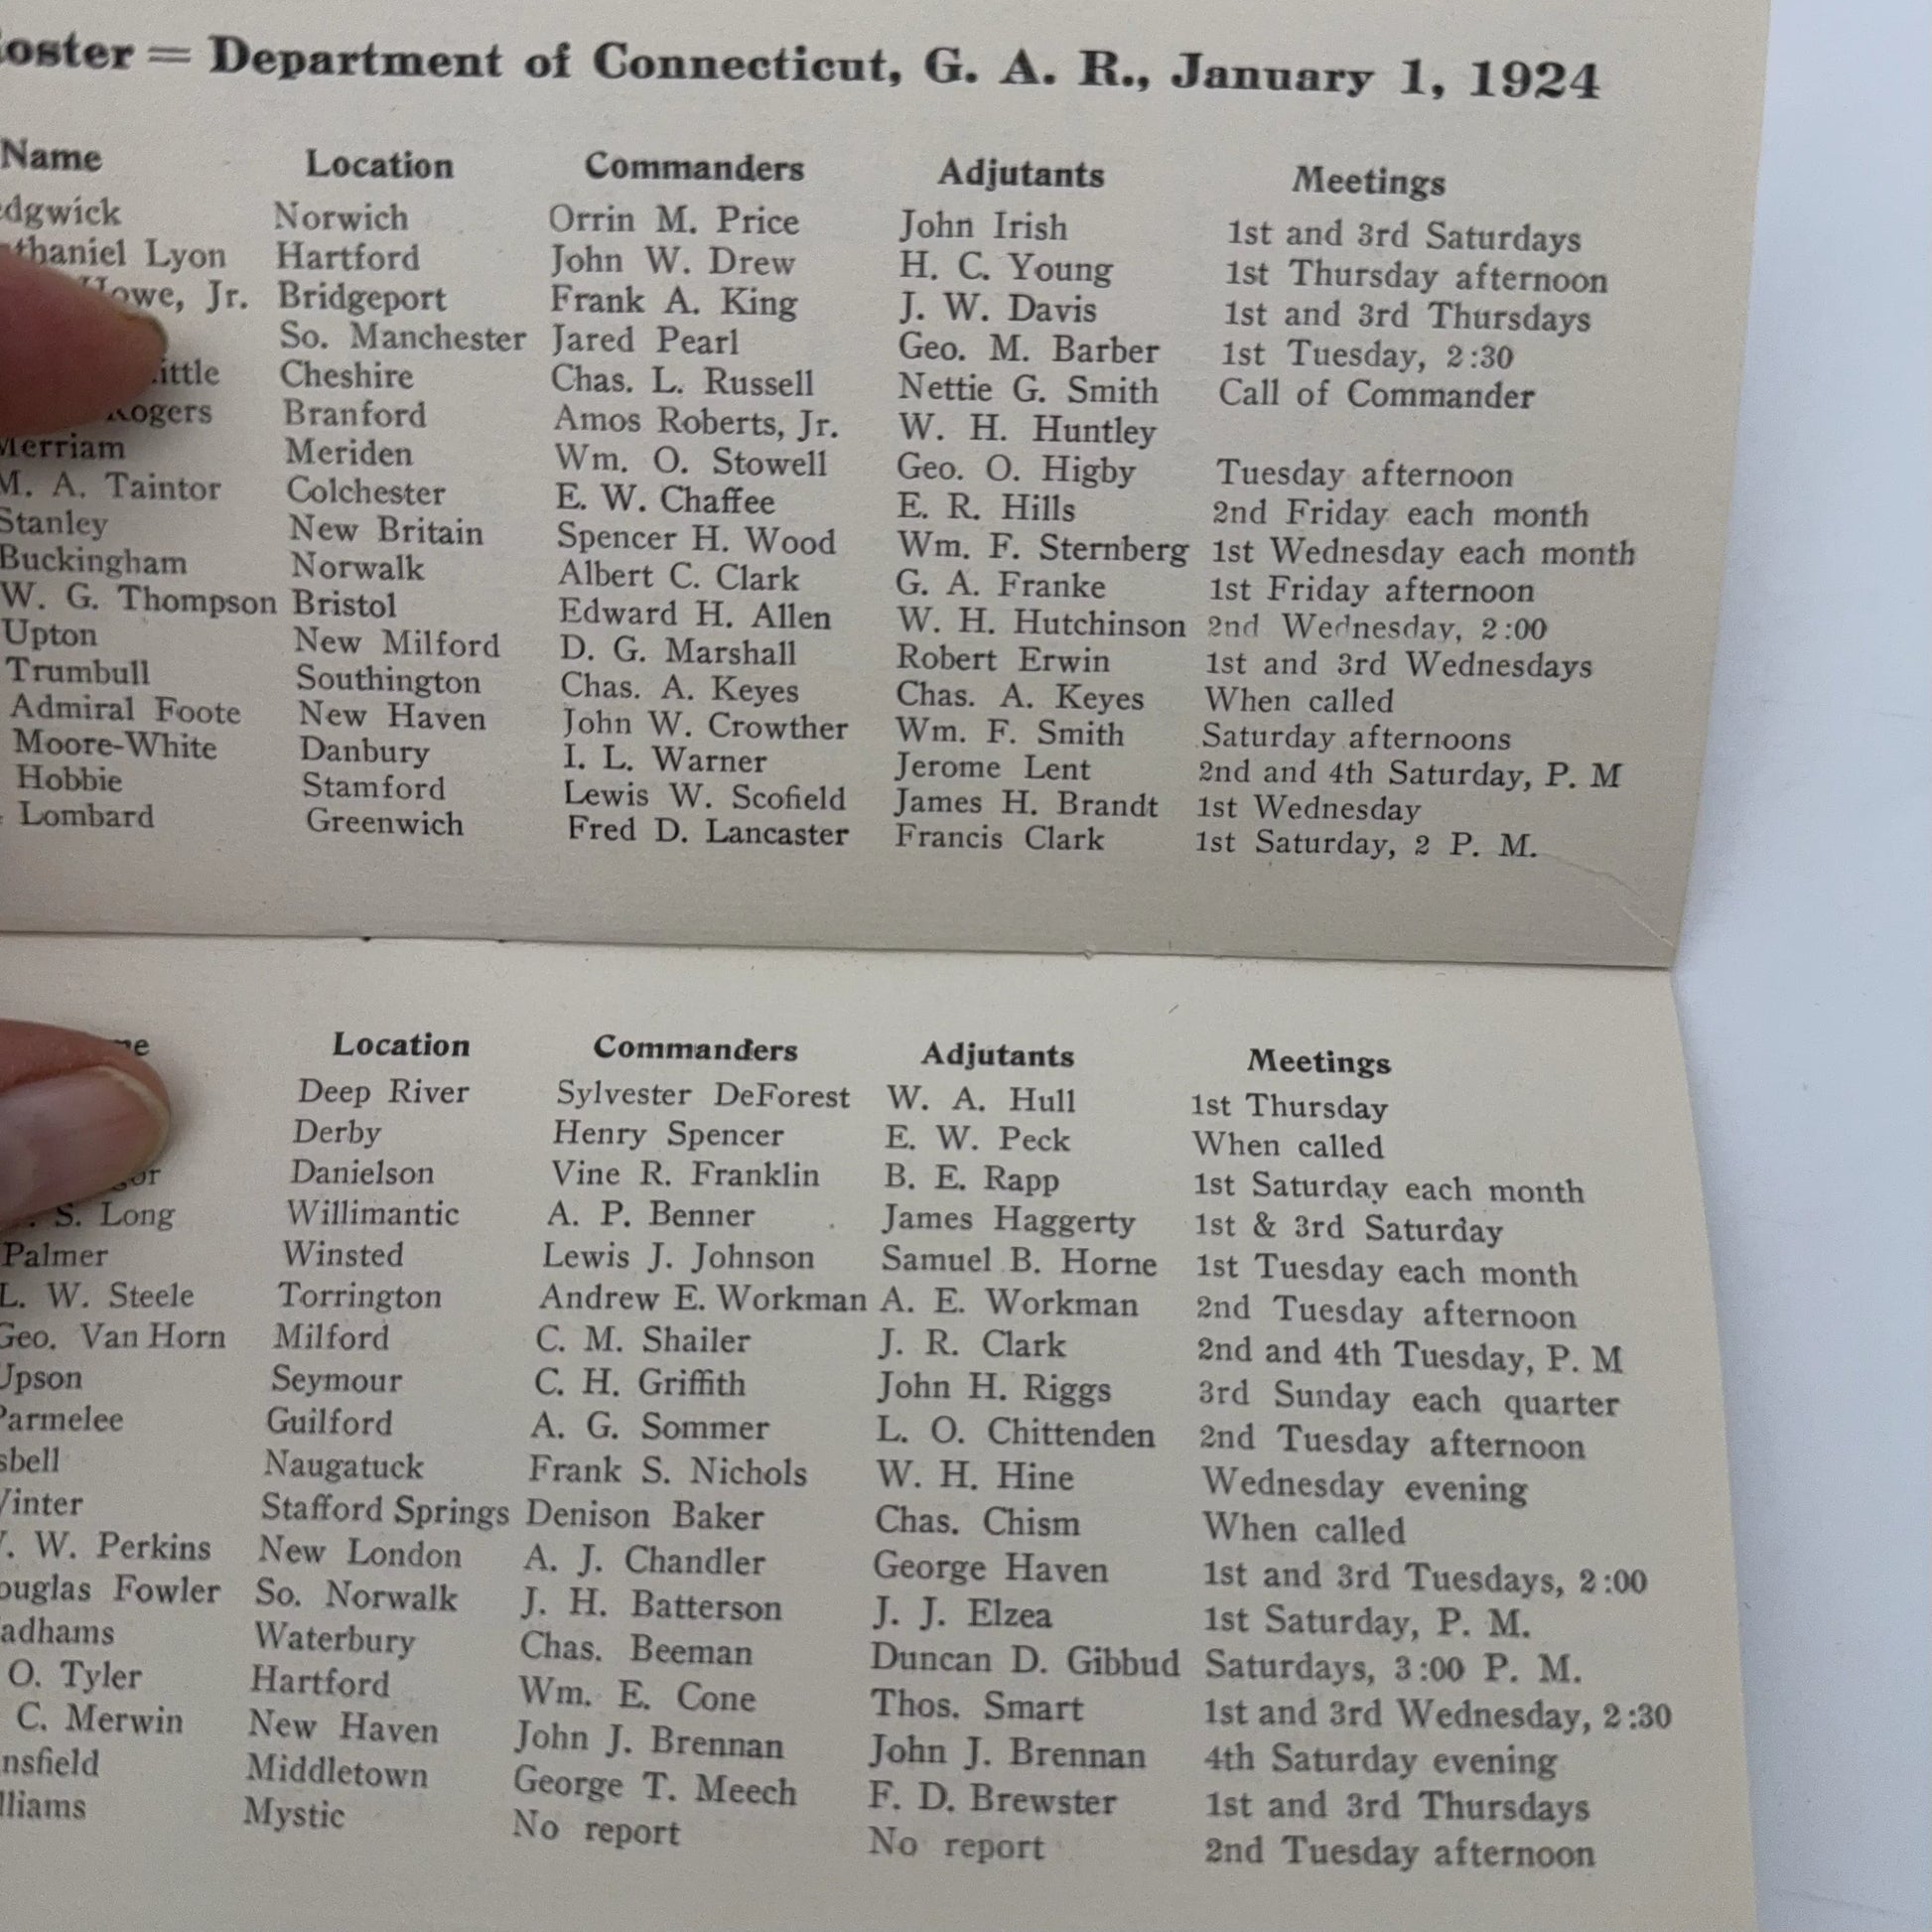 = Department of Connecticut, G. A. R., January 1, 1924
Name Location Commanders Adjutants Meetings
Norwich Orrin M. Price John Irish 1st and 3rd Saturdays
Lyon Hartford John W. Drew H. C. Young 1st Thursday afternoon
Jr. Bridgeport Frank A. King J. W. Davis 1st and 3rd Thursdays
So. Manchester Jared Pearl Geo. M. Barber 1st Tuesday, 2:30
Cheshire Chas. L. Russell Nettie G. Smith Call of Commander
Branford Amos Roberts, Jr. W. H. Huntley
Merriam Meriden Wm. O. Stowell Geo. O. Higby Tuesday afternoon
M. A. Taintor Colchester E. W. Chaffee E. R. Hills 2nd Friday each month
Stanley New Britain Spencer H. Wood Wm. F. Sternberg 1st Wednesday each month
Buckingham Norwalk Albert C. Clark G. A. Franke 1st Friday afternoon
W. G. Thompson Bristol Edward H. Allen W. H. Hutchinson 2nd Wednesday, 2:00
Upton New Milford D. G. Marshall Robert Erwin 1st and 3rd Wednesdays
Trumbull Southington Chas. A. Keyes Chas. A. Keyes When called
Admiral Foote New Haven John W. Crowther Wm. F. Smith Saturday afternoons
Moore-White Danbury I. L. Warner Jerome Lent 2nd and 4th Saturday, P. M
Hobbie Stamford Lewis W. Scofield James H. Brandt 1st Wednesday
Lombard Greenwich Fred D. Lancaster Francis Clark 1st Saturday, 2 P. M.
Location Commanders Adjutants Meetings
Deep River Sylvester DeForest W. A. Hull 1st Thursday
Derby Henry Spencer E. W. Peck When called
Danielson Vine R. Franklin B. E. Rapp 1st Saturday each month
S. Long Willimantic A. P. Benner James Haggerty 1st & 3rd Saturday
Palmer Winsted Lewis J. Johnson Samuel B. Horne 1st Tuesday each month
L. W. Steele Torrington Andrew E. Workman A. E. Workman 2nd Tuesday afternoon
Geo. Van Horn Milford C. M. Shailer J. R. Clark 2nd and 4th Tuesday, P. M
Upson Seymour C. H. Griffith John H. Riggs 3rd Sunday each quarter
Parmelee Guilford A. G. Sommer L. O. Chittenden 2nd Tuesday afternoon
Naugatuck Frank S. Nichols W. H. Hine Wednesday evening
Stafford Springs Denison Baker Chas. Chism When called
W. Perkins New London A. J. Chandler George Haven 1st and 3rd Tuesdays, 2:00
Fowler So. Norwalk J. H. Batterson J. J. Elzea 1st Saturday, P. M.
Waterbury Chas. Beeman Duncan D. Gibbud Saturdays, 3:00 P. M.
O. Tyler Hartford Wm. E. Cone Thos. Smart 1st and 3rd Wednesday, 2:30
C. Merwin New Haven John J. Brennan John J. Brennan 4th Saturday evening
Middletown George T. Meech F. D. Brewster 1st and 3rd Thursdays
Mystic No report No report 2nd Tuesday afternoon